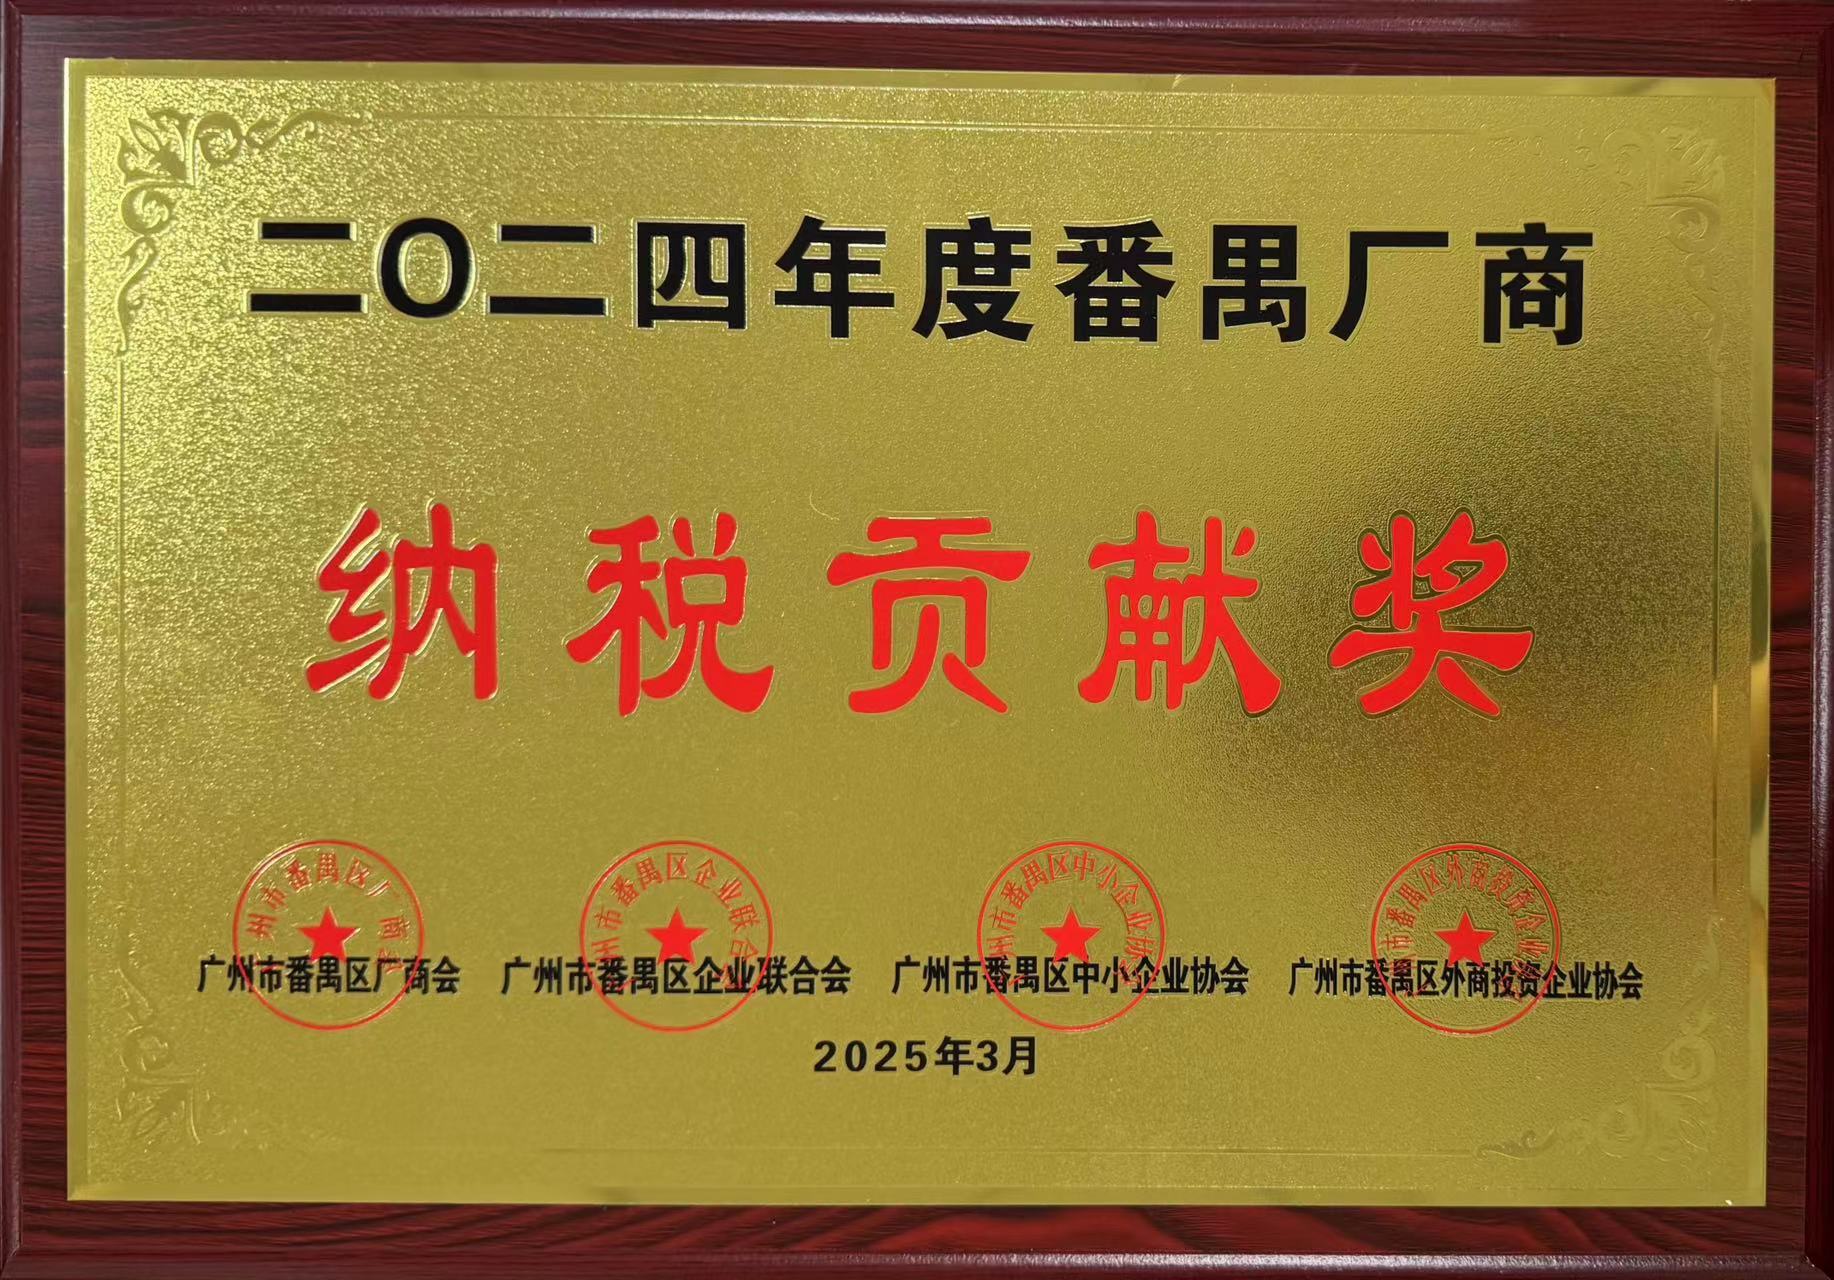 二O二四年度番禺厂商
纳税贡献奖
广州市番禺区厂商会 广州市番禺区企业联合会 广州市番禺区中小企业协会 广州市番禺区外商投资企业协会
2025年3月